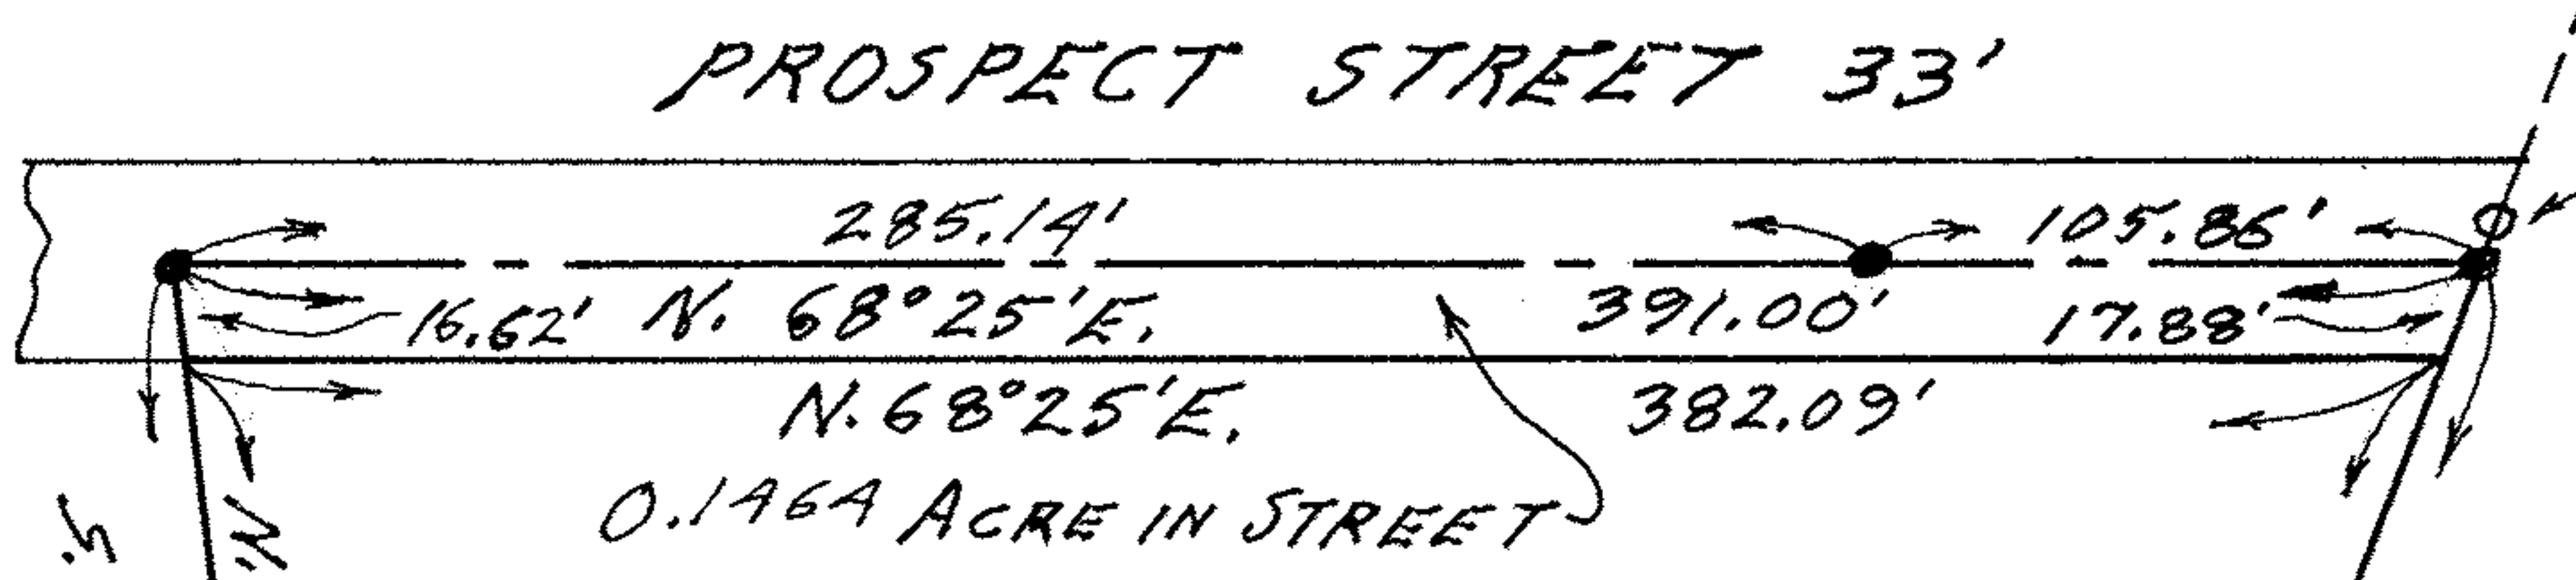 PROSPECT STREET 33'
285.14' 105.86'
16.62' N. 68°25'E. 391.00' 17.88'
N. 68°25'E. 382.09'
0.1464 ACRE IN STREET
S. N.